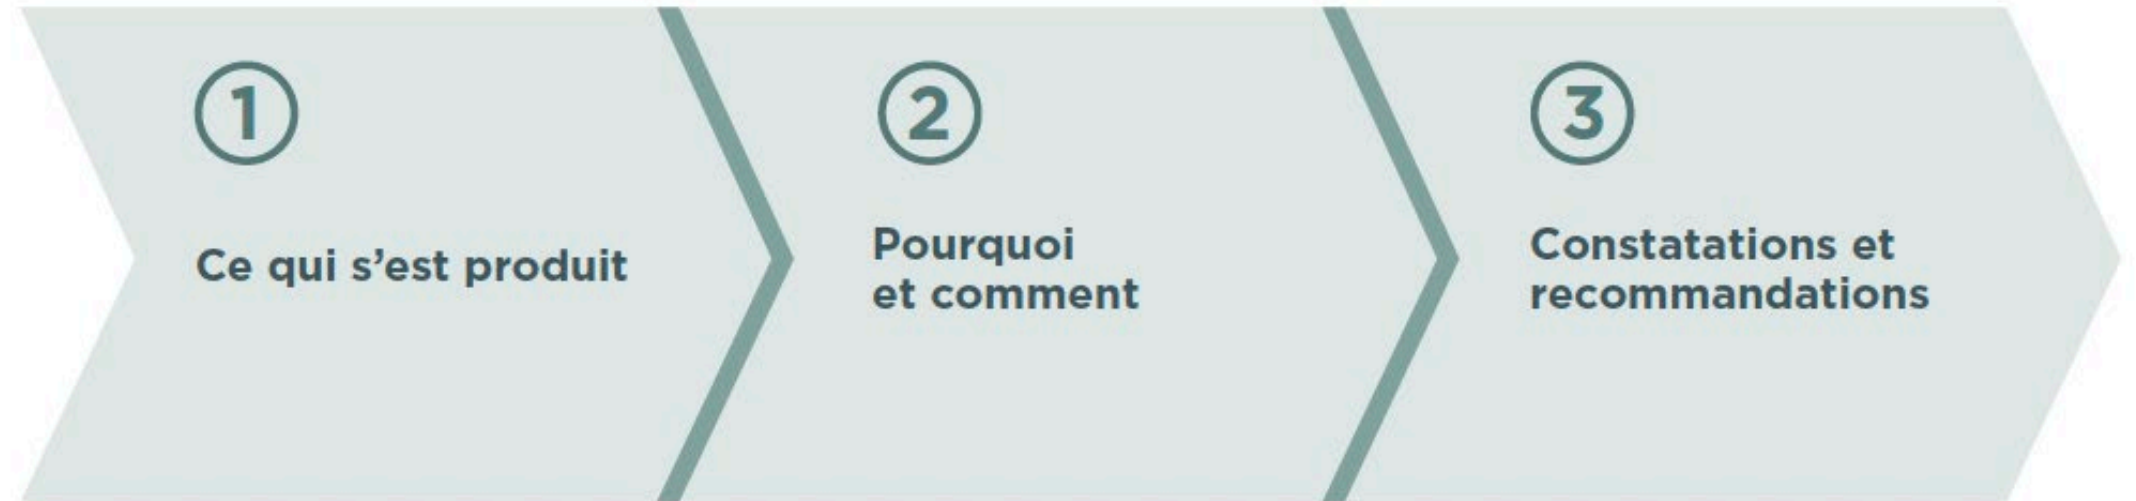 1
Ce qui s’est produit
2
Pourquoi
et comment
3
Constatations et
recommandations